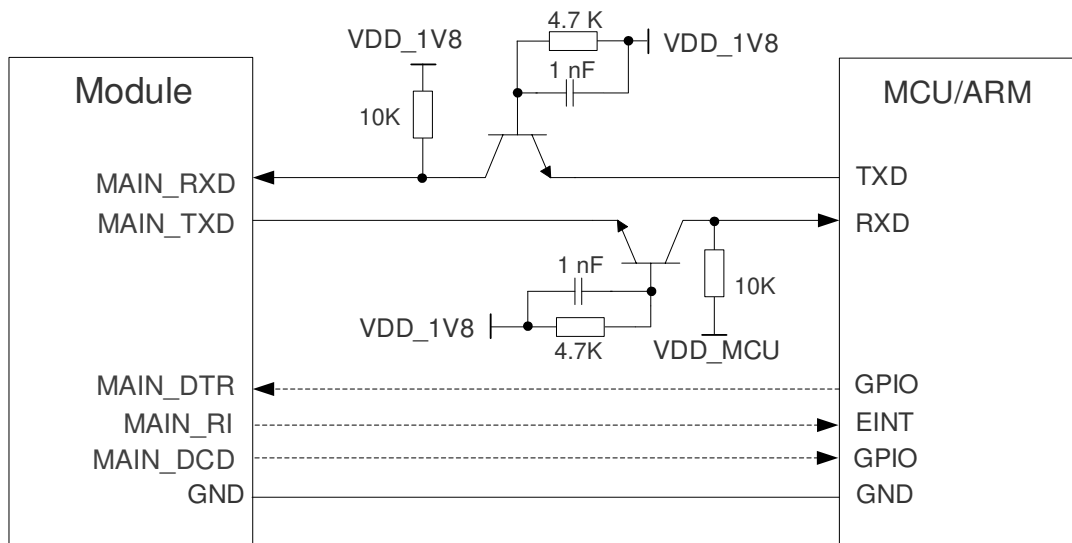 4.7 K
VDD_1V8
VDD_1V8
1 nF
Module
MCU/ARM
10K
MAIN_RXD
TXD
MAIN_TXD
RXD
1 nF
10K
VDD_1V8
4.7K
VDD_MCU
MAIN_DTR
GPIO
MAIN_RI
EINT
MAIN_DCD
GPIO
GND
GND